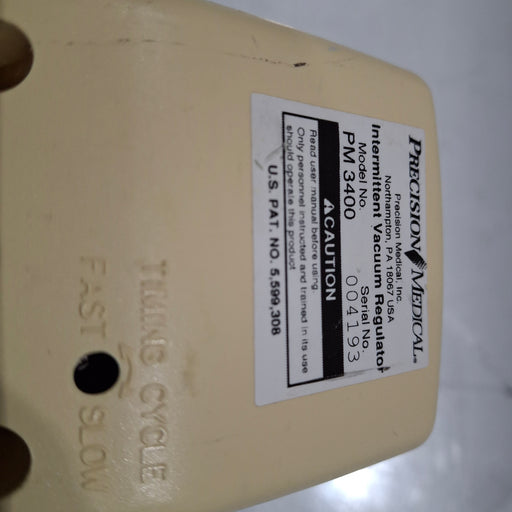 PRECISION MEDICAL®
Precision Medical, Inc.
Northampton, PA 18067 USA
Intermittent Vacuum Regulator
Model No. Serial No.
PM 3400 004193
⚠CAUTION
Read user manual before using.
Only personnel instructed and trained in its use
should operate this product
U.S. PAT. NO. 5,599,308
TIMING CYCLE
FAST SLOW